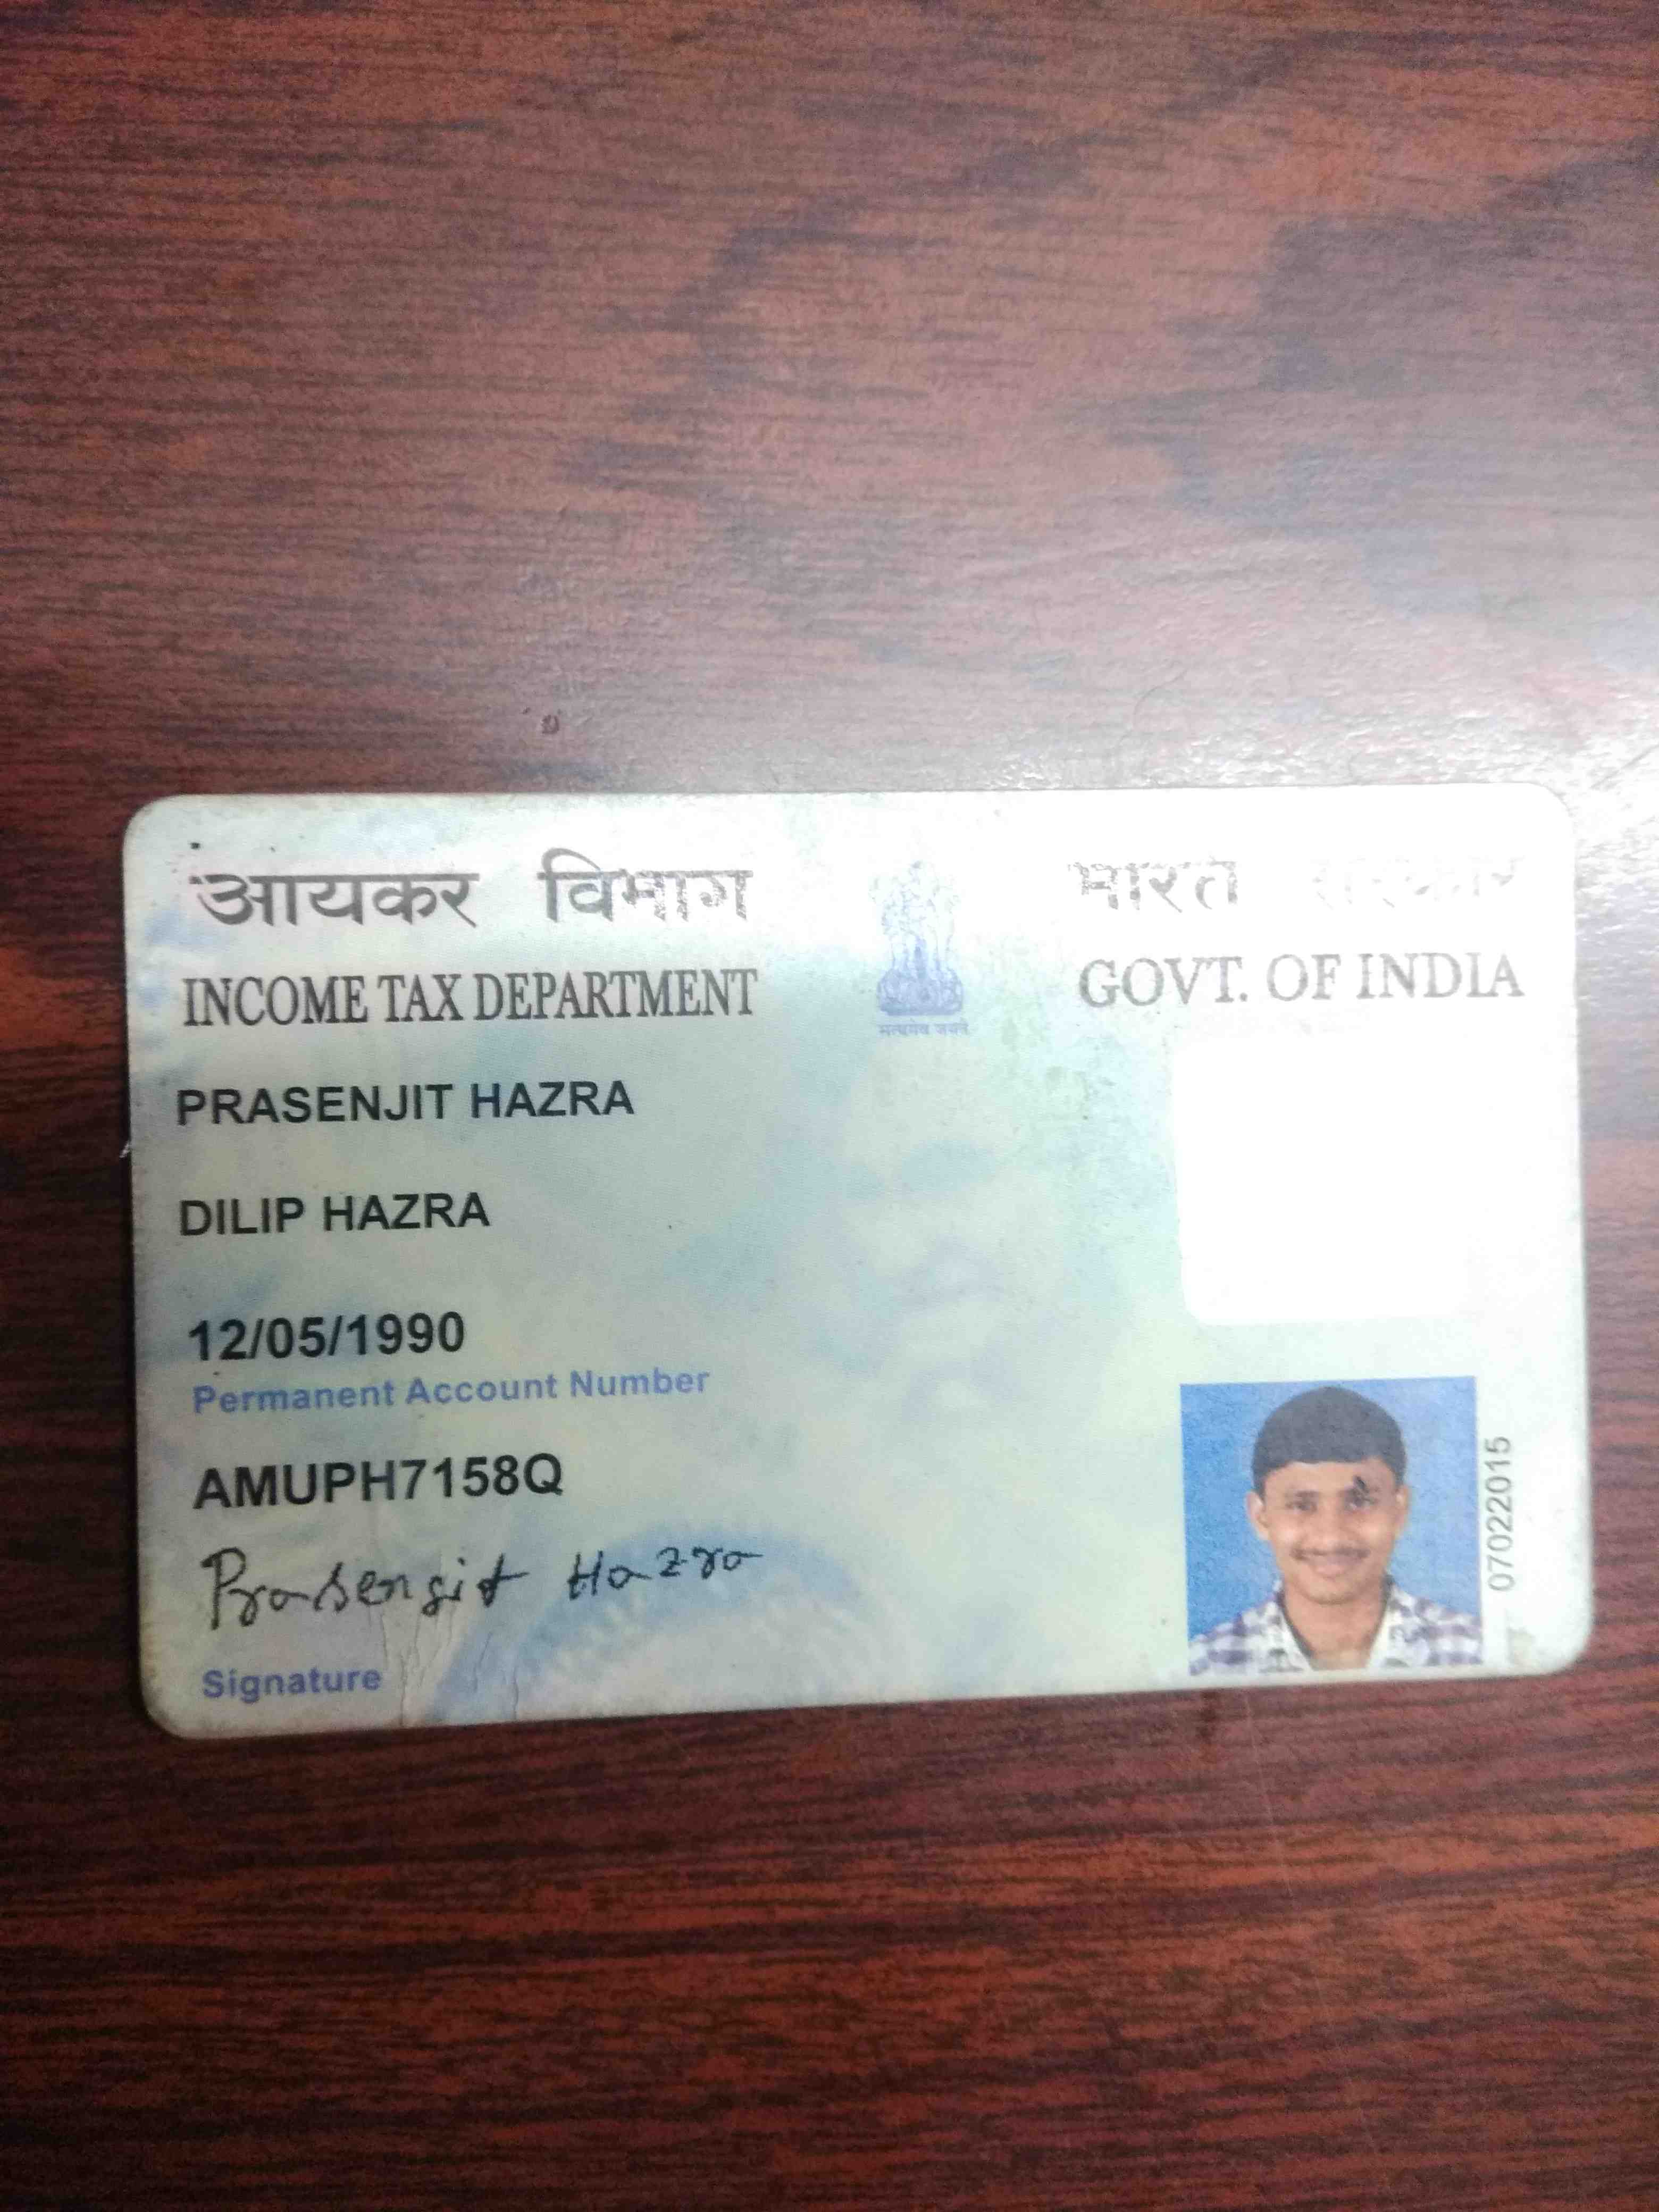 आयकर विभाग
भारत सरकार
INCOME TAX DEPARTMENT
GOVT. OF INDIA
सत्यमेव जयते
PRASENJIT HAZRA
DILIP HAZRA
12/05/1990
Permanent Account Number
AMUPH7158Q
Prasenjit Hazra
Signature
07022015